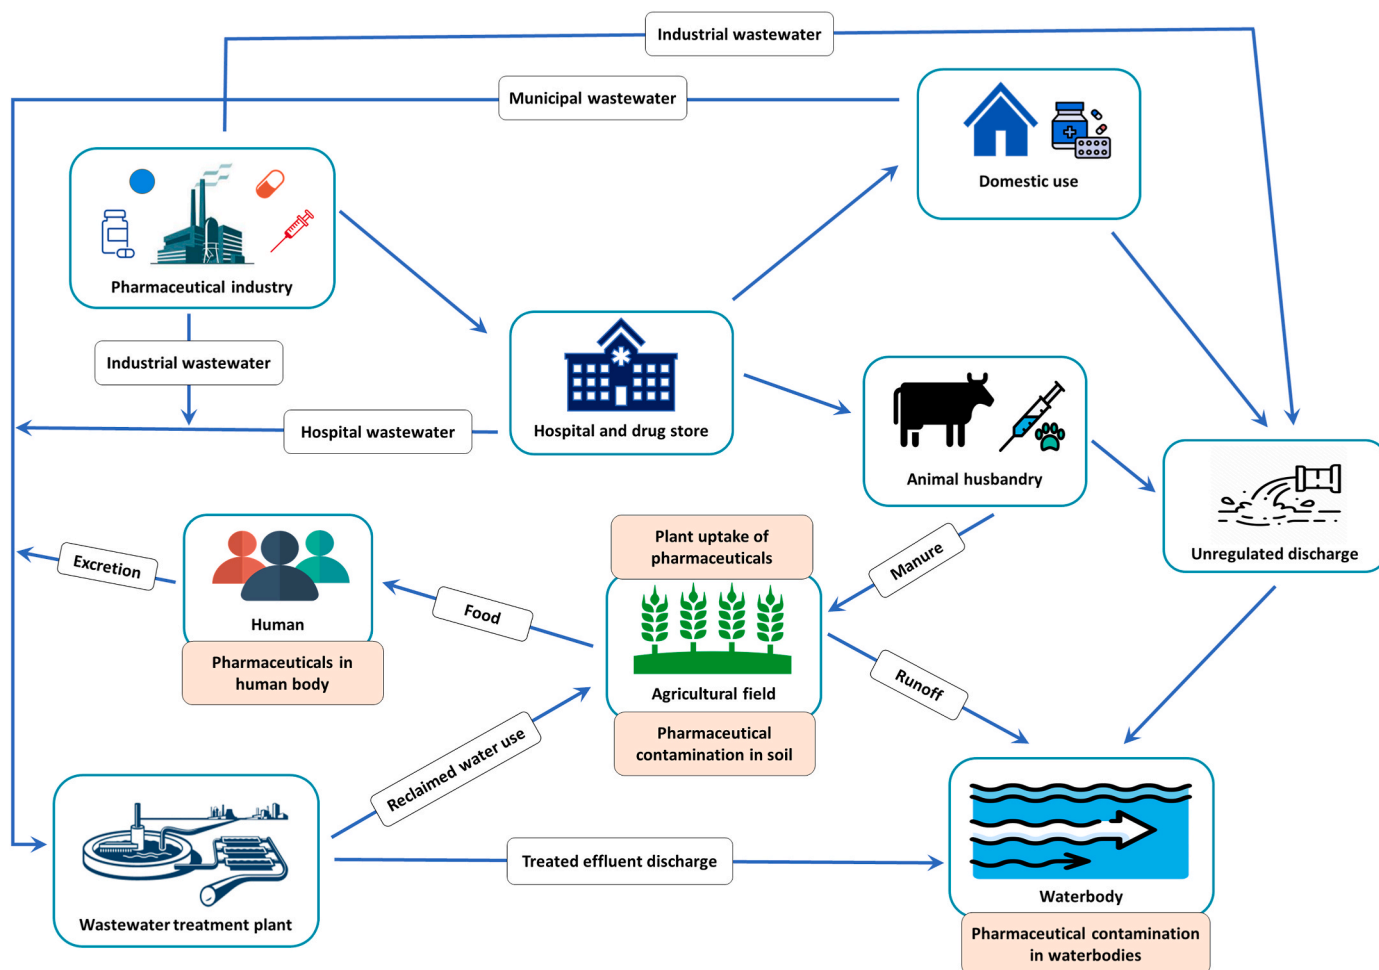 Industrial wastewater
Municipal wastewater
Domestic use
Pharmaceutical industry
Industrial wastewater
Hospital wastewater
Hospital and drug store
Animal husbandry
Unregulated discharge
Excretion
Human
Pharmaceuticals in
human body
Food
Plant uptake of
pharmaceuticals
Manure
Agricultural field
Pharmaceutical
contamination in soil
Runoff
Reclaimed water use
Wastewater treatment plant
Treated effluent discharge
Waterbody
Pharmaceutical contamination
in waterbodies